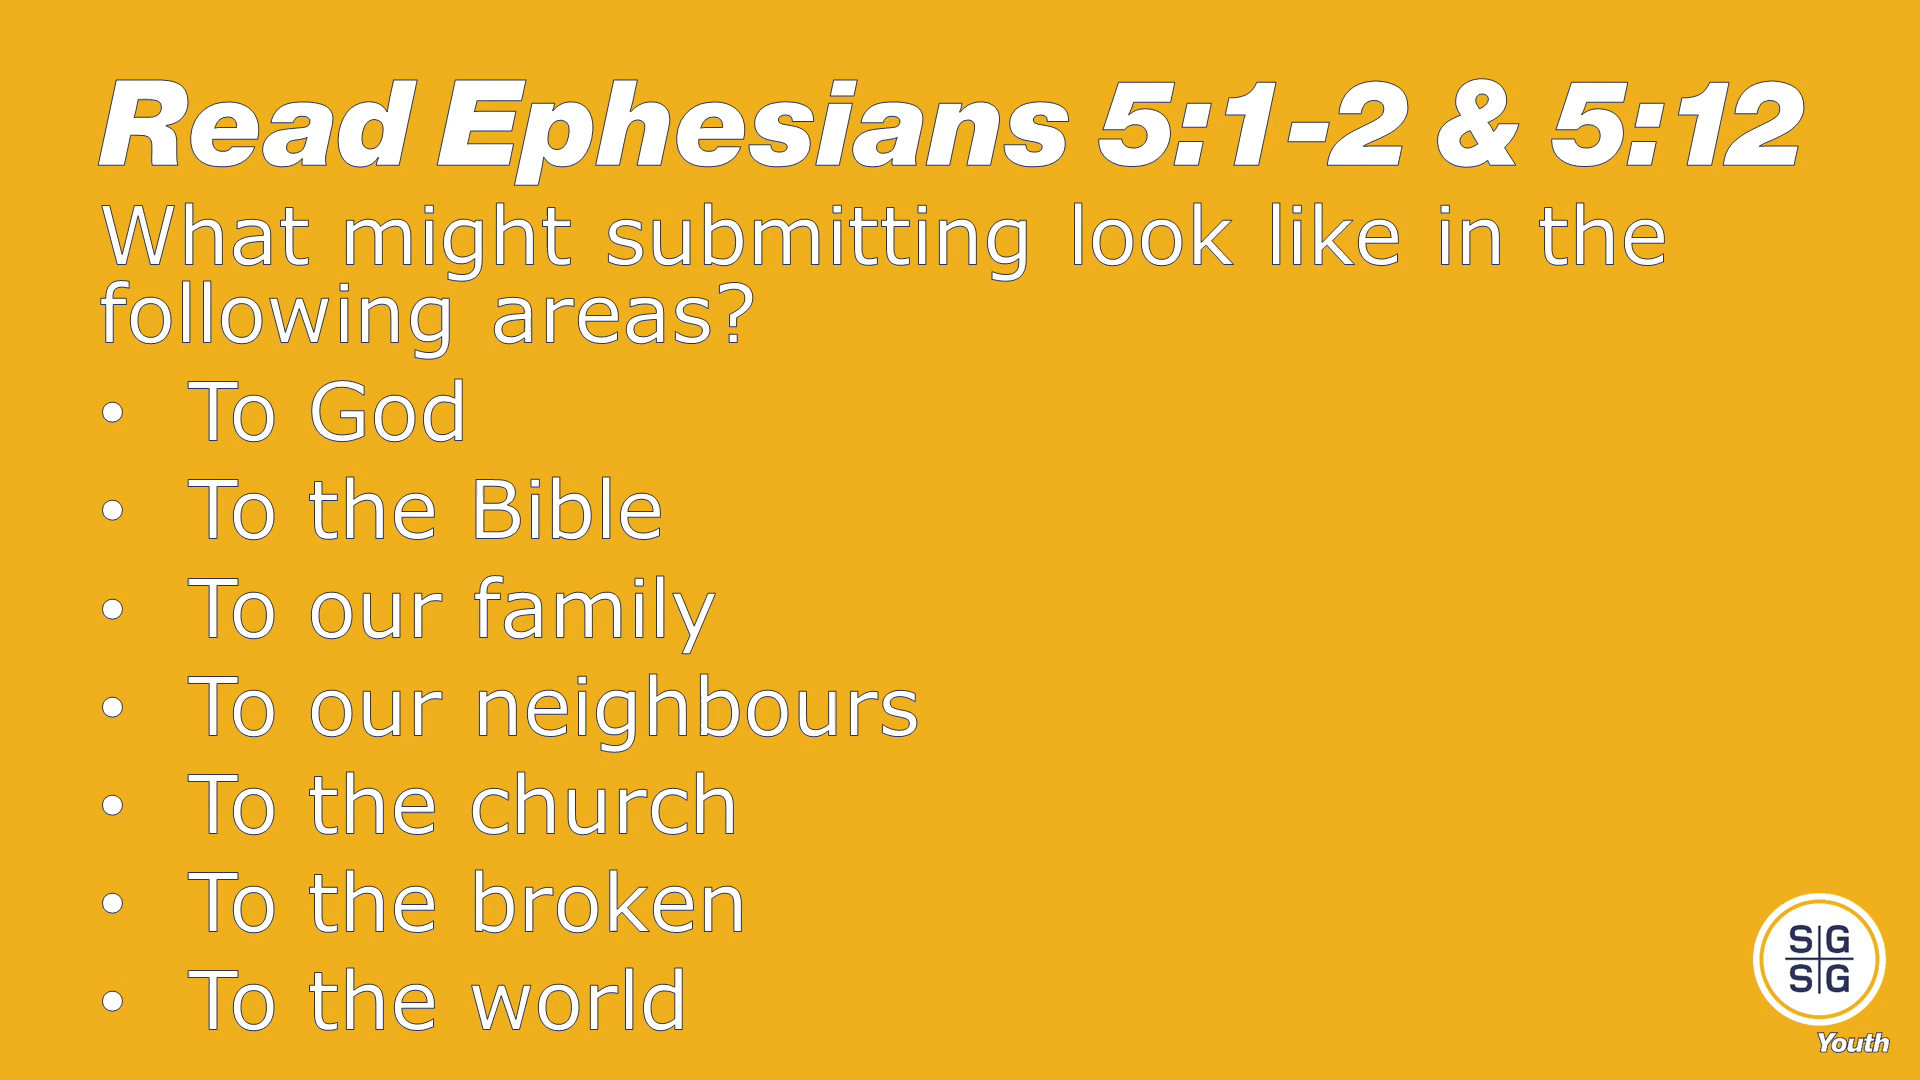 Read Ephesians 5:1-2 & 5:12
What might submitting look like in the
following areas?
• To God
• To the Bible
• To our family
• To our neighbours
• To the church
• To the broken
• To the world
S|G
S|G
Youth